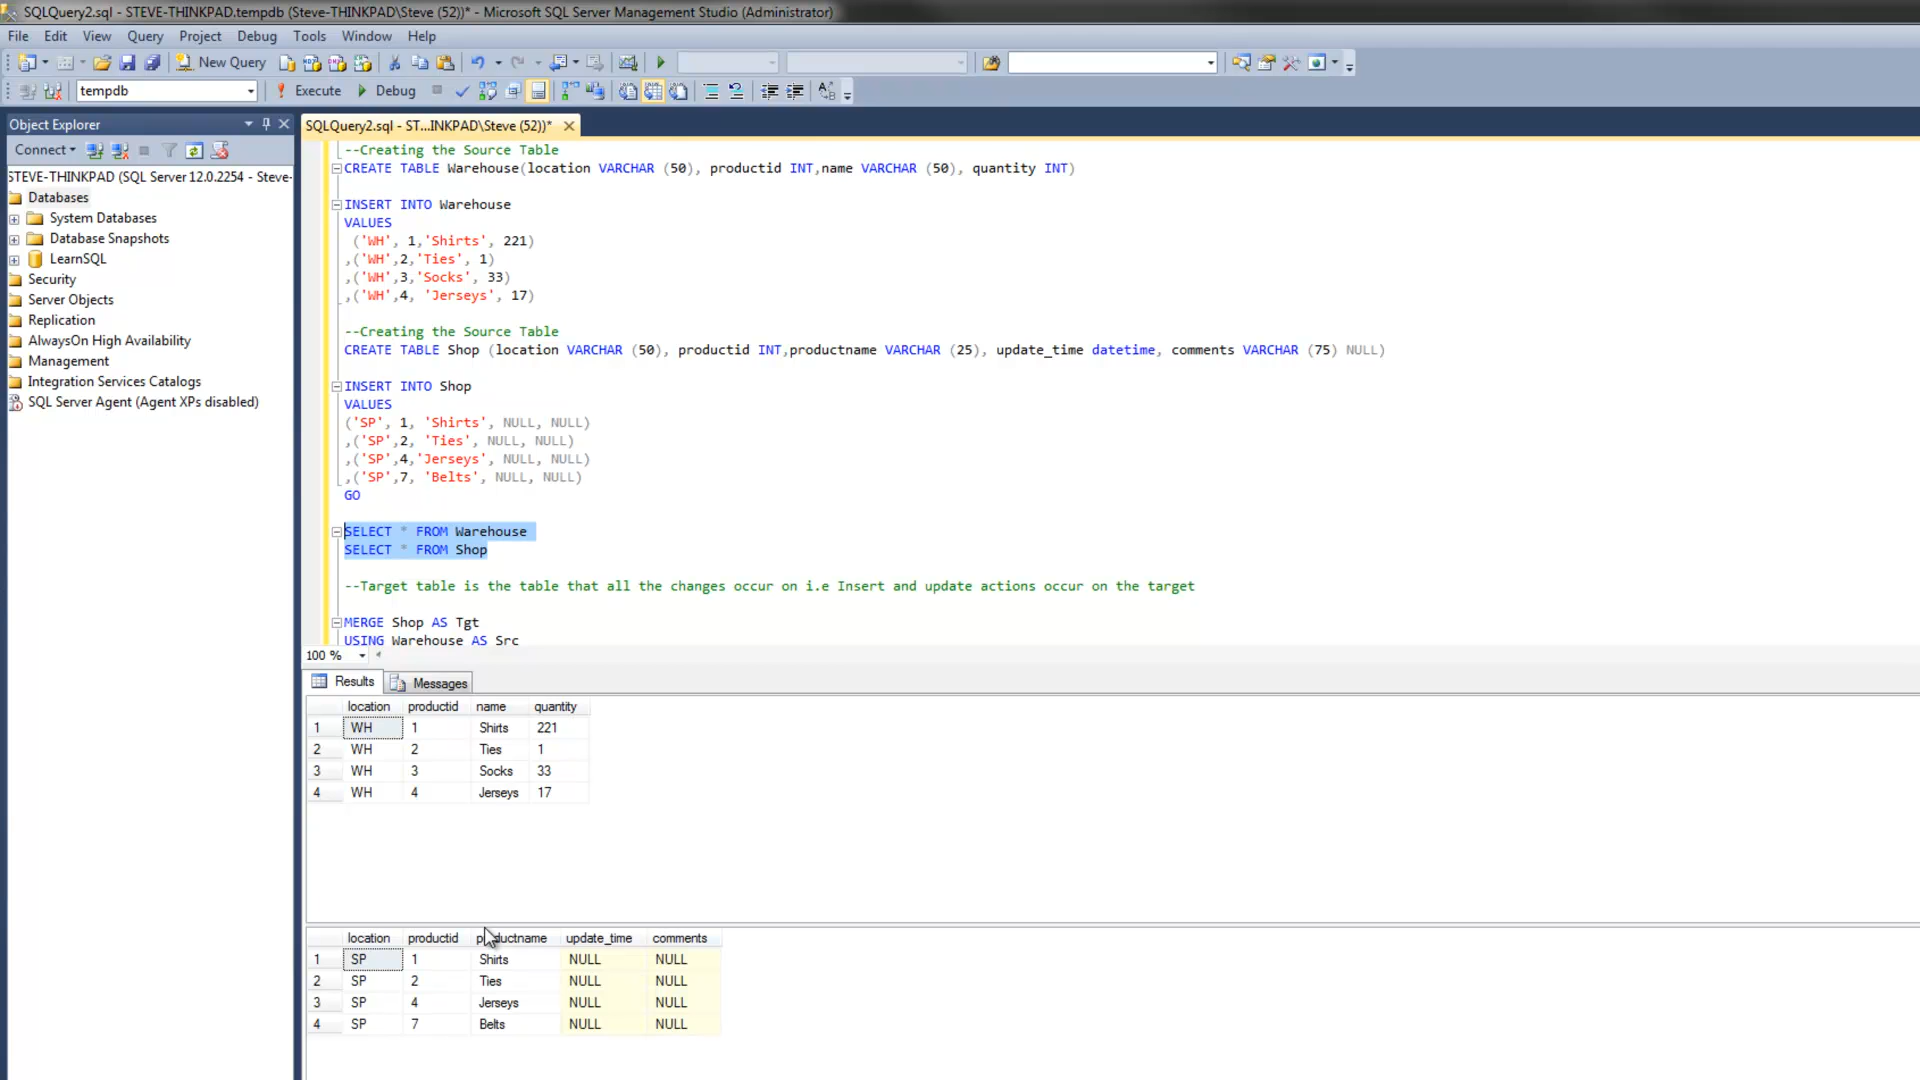 SQLQuery2.sql - STEVE-THINKPAD.tempdb (Steve-THINKPAD\Steve (52))* - Microsoft SQL Server Management Studio (Administrator)
File Edit View Query Project Debug Tools Window Help
New Query
tempdb Execute Debug
Object Explorer
Connect
STEVE-THINKPAD (SQL Server 12.0.2254 - Steve-
Databases
System Databases
Database Snapshots
LearnSQL
Security
Server Objects
Replication
AlwaysOn High Availability
Management
Integration Services Catalogs
SQL Server Agent (Agent XPs disabled)
SQLQuery2.sql - ST...INKPAD\Steve (52))*
--Creating the Source Table
CREATE TABLE Warehouse(location VARCHAR (50), productid INT,name VARCHAR (50), quantity INT)
INSERT INTO Warehouse
VALUES
('WH', 1,'Shirts', 221)
,('WH',2,'Ties', 1)
,('WH',3,'Socks', 33)
,('WH',4, 'Jerseys', 17)
--Creating the Source Table
CREATE TABLE Shop (location VARCHAR (50), productid INT,productname VARCHAR (25), update_time datetime, comments VARCHAR (75) NULL)
INSERT INTO Shop
VALUES
('SP', 1, 'Shirts', NULL, NULL)
,('SP',2, 'Ties', NULL, NULL)
,('SP',4,'Jerseys', NULL, NULL)
,('SP',7, 'Belts', NULL, NULL)
GO
SELECT * FROM Warehouse
SELECT * FROM Shop
--Target table is the table that all the changes occur on i.e Insert and update actions occur on the target
MERGE Shop AS Tgt
USING Warehouse AS Src
100 %
Results Messages
location productid name quantity
1 WH 1 Shirts 221
2 WH 2 Ties 1
3 WH 3 Socks 33
4 WH 4 Jerseys 17
location productid productname update_time comments
1 SP 1 Shirts NULL NULL
2 SP 2 Ties NULL NULL
3 SP 4 Jerseys NULL NULL
4 SP 7 Belts NULL NULL